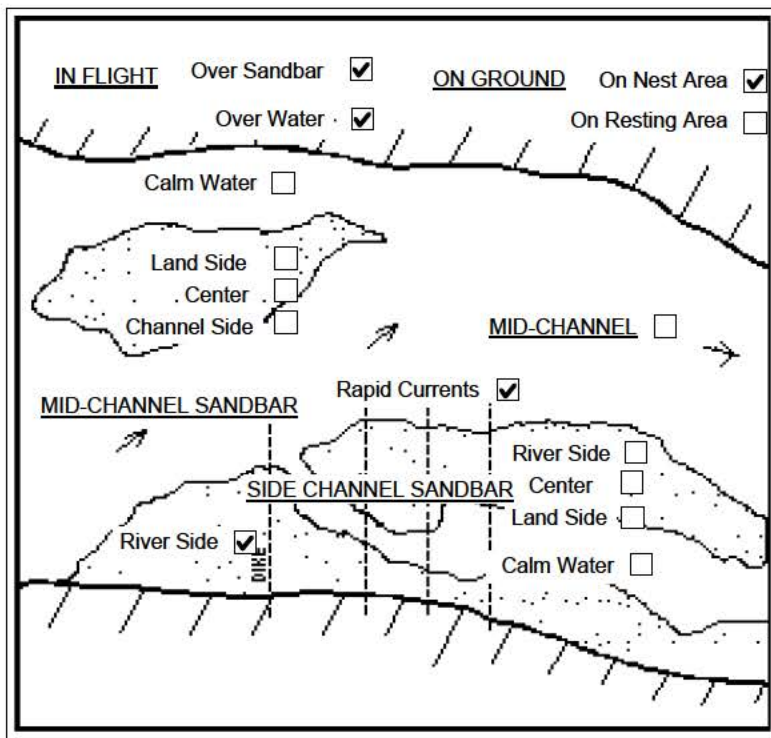 IN FLIGHT Over Sandbar ON GROUND On Nest Area
Over Water On Resting Area
Calm Water
Land Side
Center
Channel Side MID-CHANNEL
Rapid Currents
MID-CHANNEL SANDBAR
River Side
SIDE CHANNEL SANDBAR Center
Land Side
River Side
DIKE
Calm Water